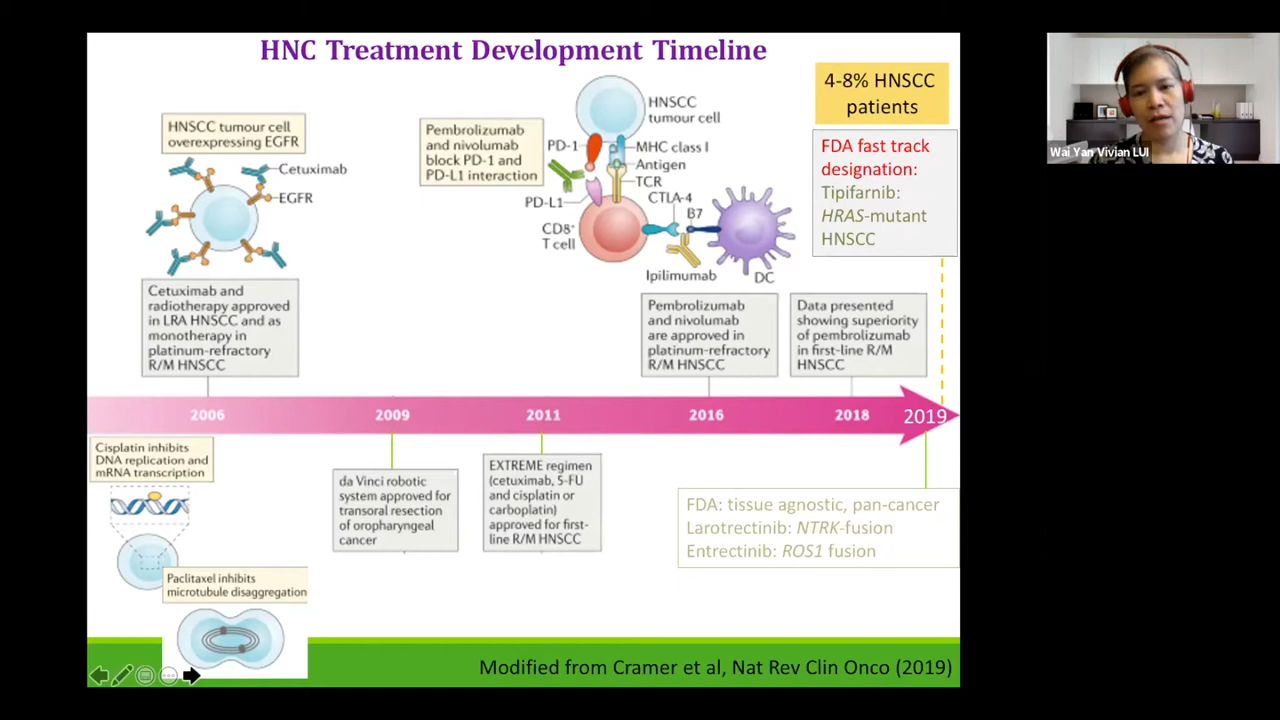 HNC Treatment Development Timeline
HNSCC tumour cell
overexpressing EGFR
Cetuximab
EGFR
Cetuximab and
radiotherapy approved
in LRA HNSCC and as
monotherapy in
platinum-refractory
R/M HNSCC
Pembrolizumab
and nivolumab
block PD-1 and
PD-L1 interaction
HNSCC
tumour cell
PD-1
MHC class I
Antigen
TCR
PD-L1
CTLA-4
B7
CD8⁺
T cell
Ipilimumab
DC
Pembrolizumab
and nivolumab
are approved in
platinum-refractory
R/M HNSCC
Data presented
showing superiority
of pembrolizumab
in first-line R/M
HNSCC
4-8% HNSCC
patients
FDA fast track
designation:
Tipifarnib:
HRAS-mutant
HNSCC
Wai Yan Vivian LUI
2006
2009
2011
2016
2018
2019
Cisplatin inhibits
DNA replication and
mRNA transcription
Paclitaxel inhibits
microtubule disaggregation
da Vinci robotic
system approved for
transoral resection
of oropharyngeal
cancer
EXTREME regimen
(cetuximab, 5-FU
and cisplatin or
carboplatin)
approved for first-
line R/M HNSCC
FDA: tissue agnostic, pan-cancer
Larotrectinib: NTRK-fusion
Entrectinib: ROS1 fusion
Modified from Cramer et al, Nat Rev Clin Onco (2019)